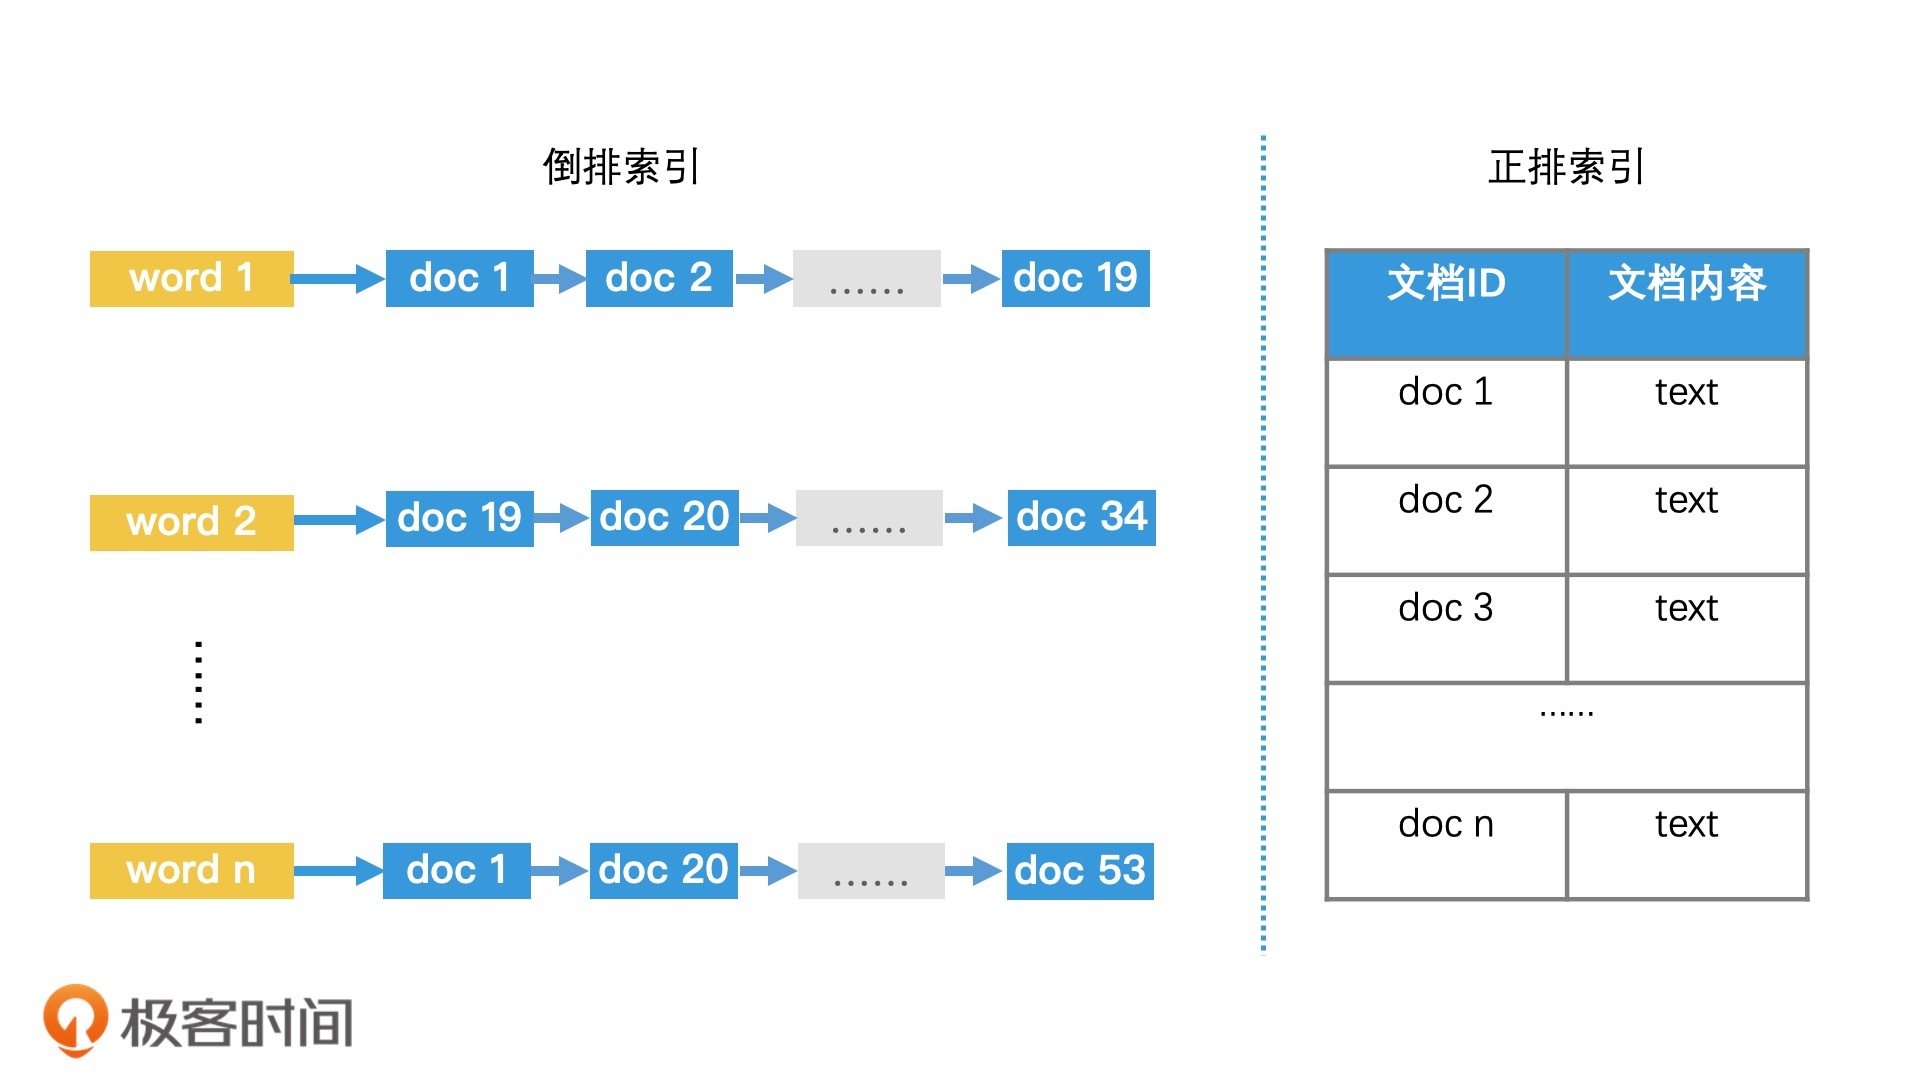 倒排索引
word 1 doc 1 doc 2 ...... doc 19
word 2 doc 19 doc 20 ...... doc 34
......
word n doc 1 doc 20 ...... doc 53
正排索引
文档ID 文档内容
doc 1 text
doc 2 text
doc 3 text
......
doc n text
极客时间